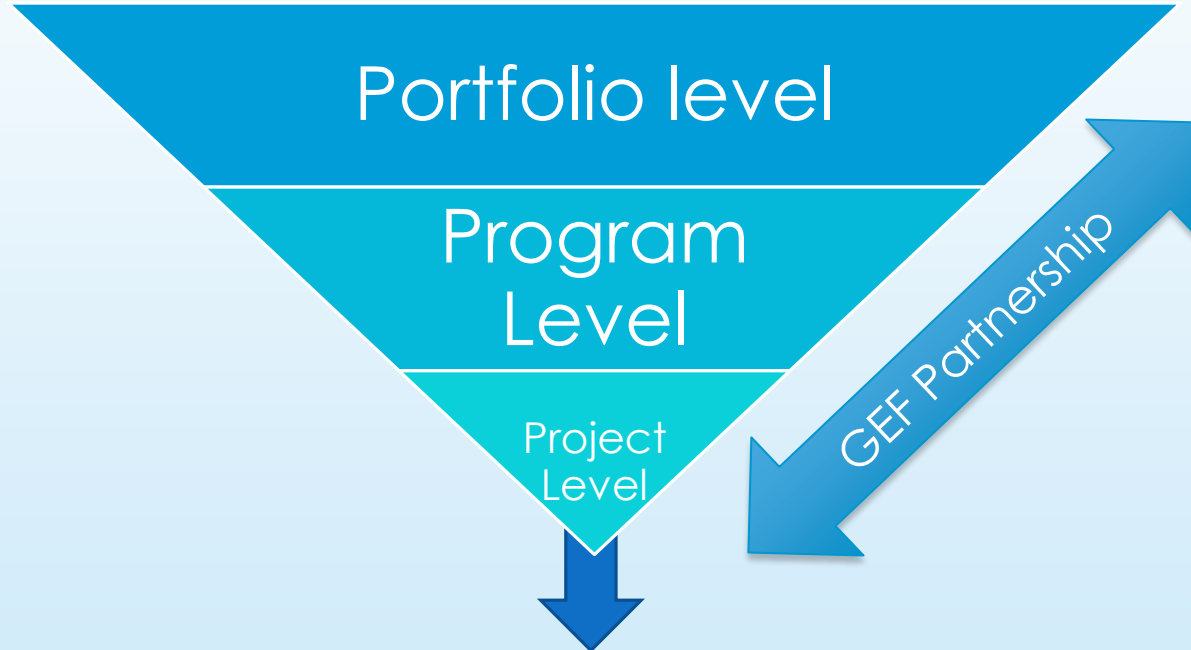 Portfolio level
Program
Level
GEF Partnership
Project
Level